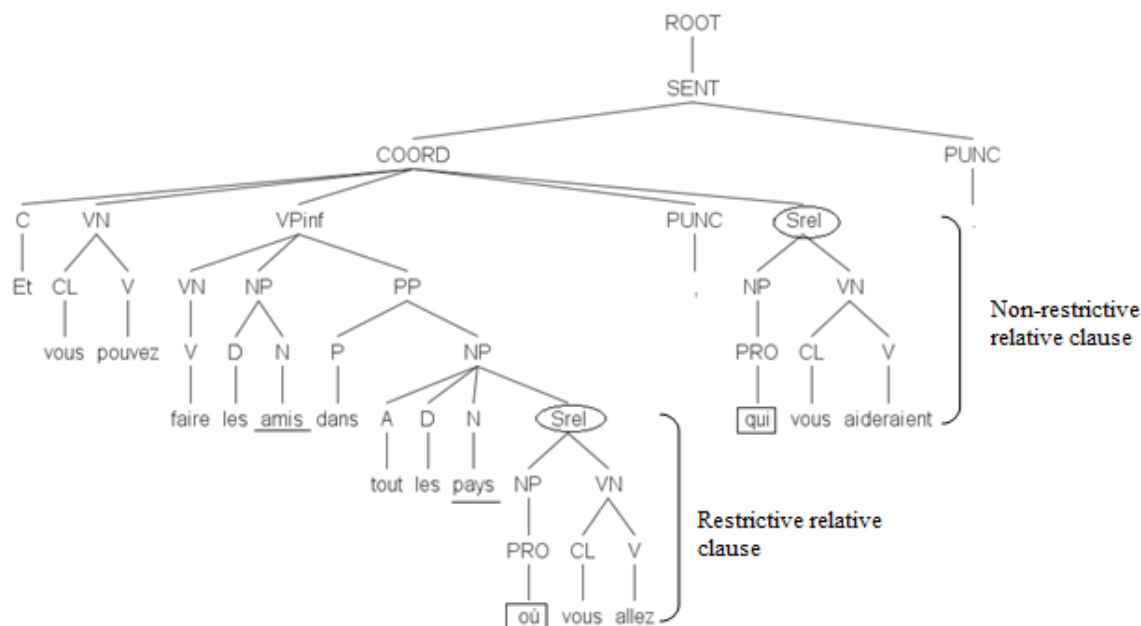 ROOT
SENT
COORD PUNC
C VN VPinf PUNC Srel .
Et CL V VN NP PP , NP VN
Non-restrictive
relative clause
vous pouvez V D N P NP PRO CL V
faire les amis dans A D N Srel qui vous aideraient
tout les pays NP VN
Restrictive relative
clause
PRO CL V
où vous allez